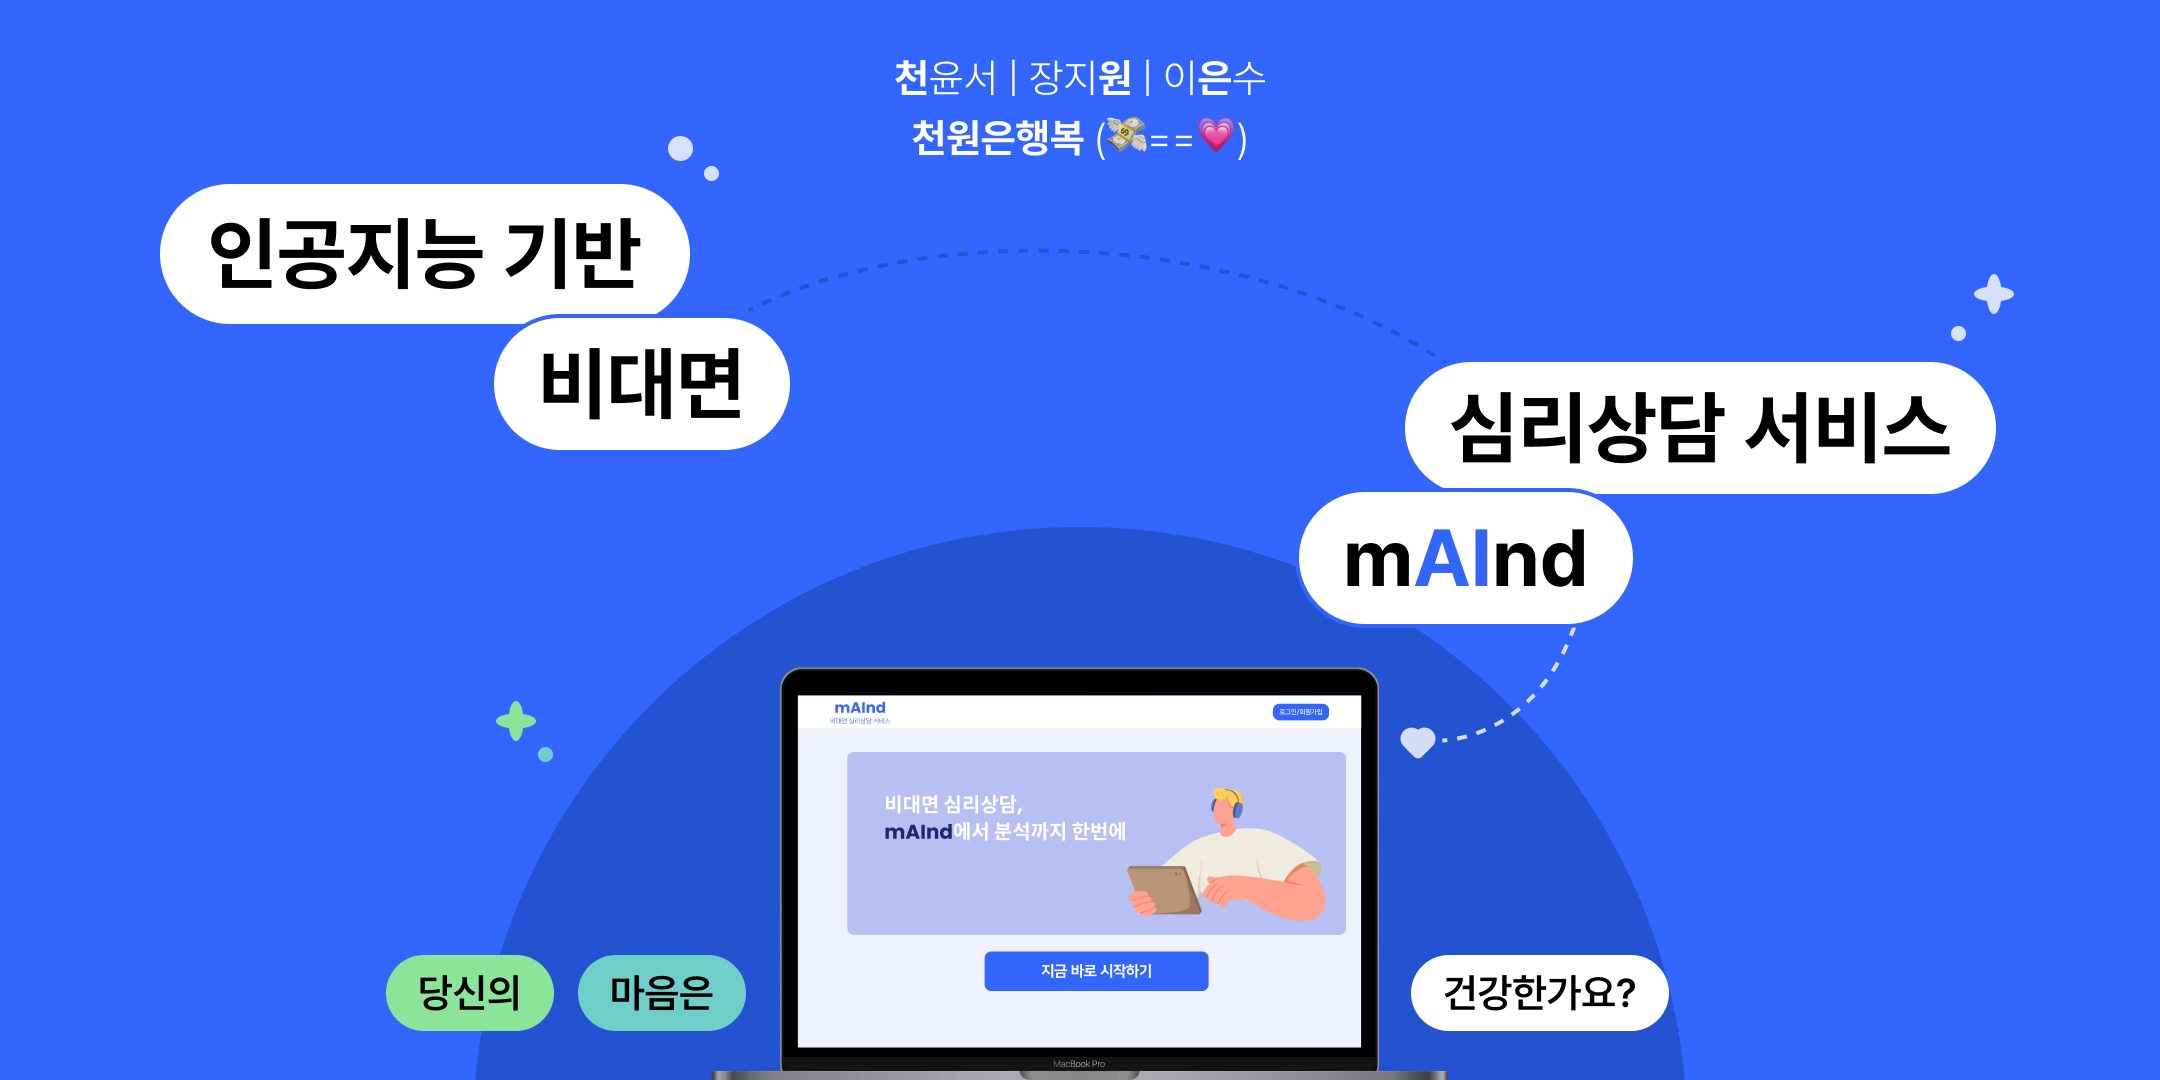 천윤서 | 장지원 | 이은수
천원은행복 (💸==💗)
인공지능 기반
비대면
심리상담 서비스
mAInd
mAInd
비대면 심리상담 서비스
로그인/회원가입
비대면 심리상담,
mAInd에서 분석까지 한번에
지금 바로 시작하기
당신의
마음은
건강한가요?
MacBook Pro